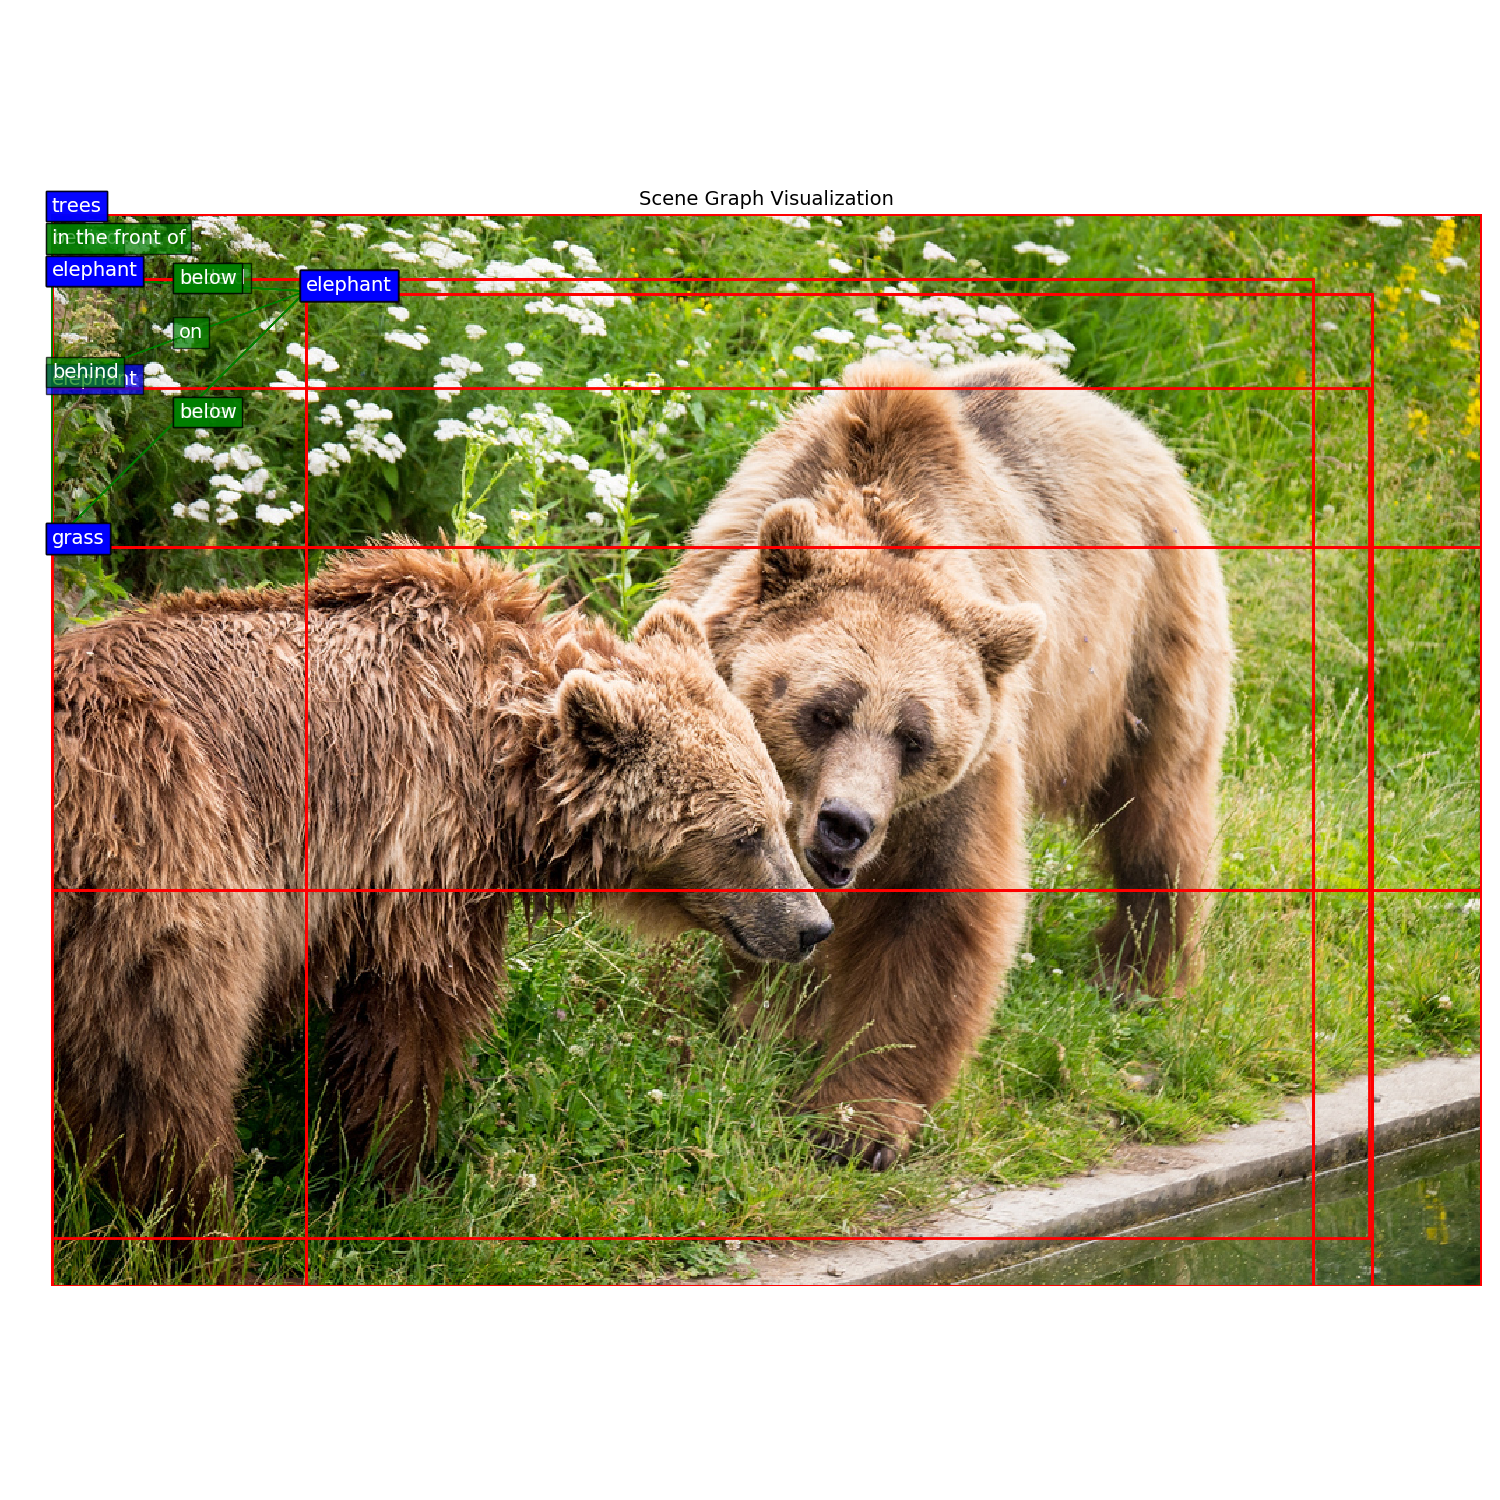 Scene Graph Visualization
trees
in the front of
elephant
below
elephant
on
behind
elephant
below
grass